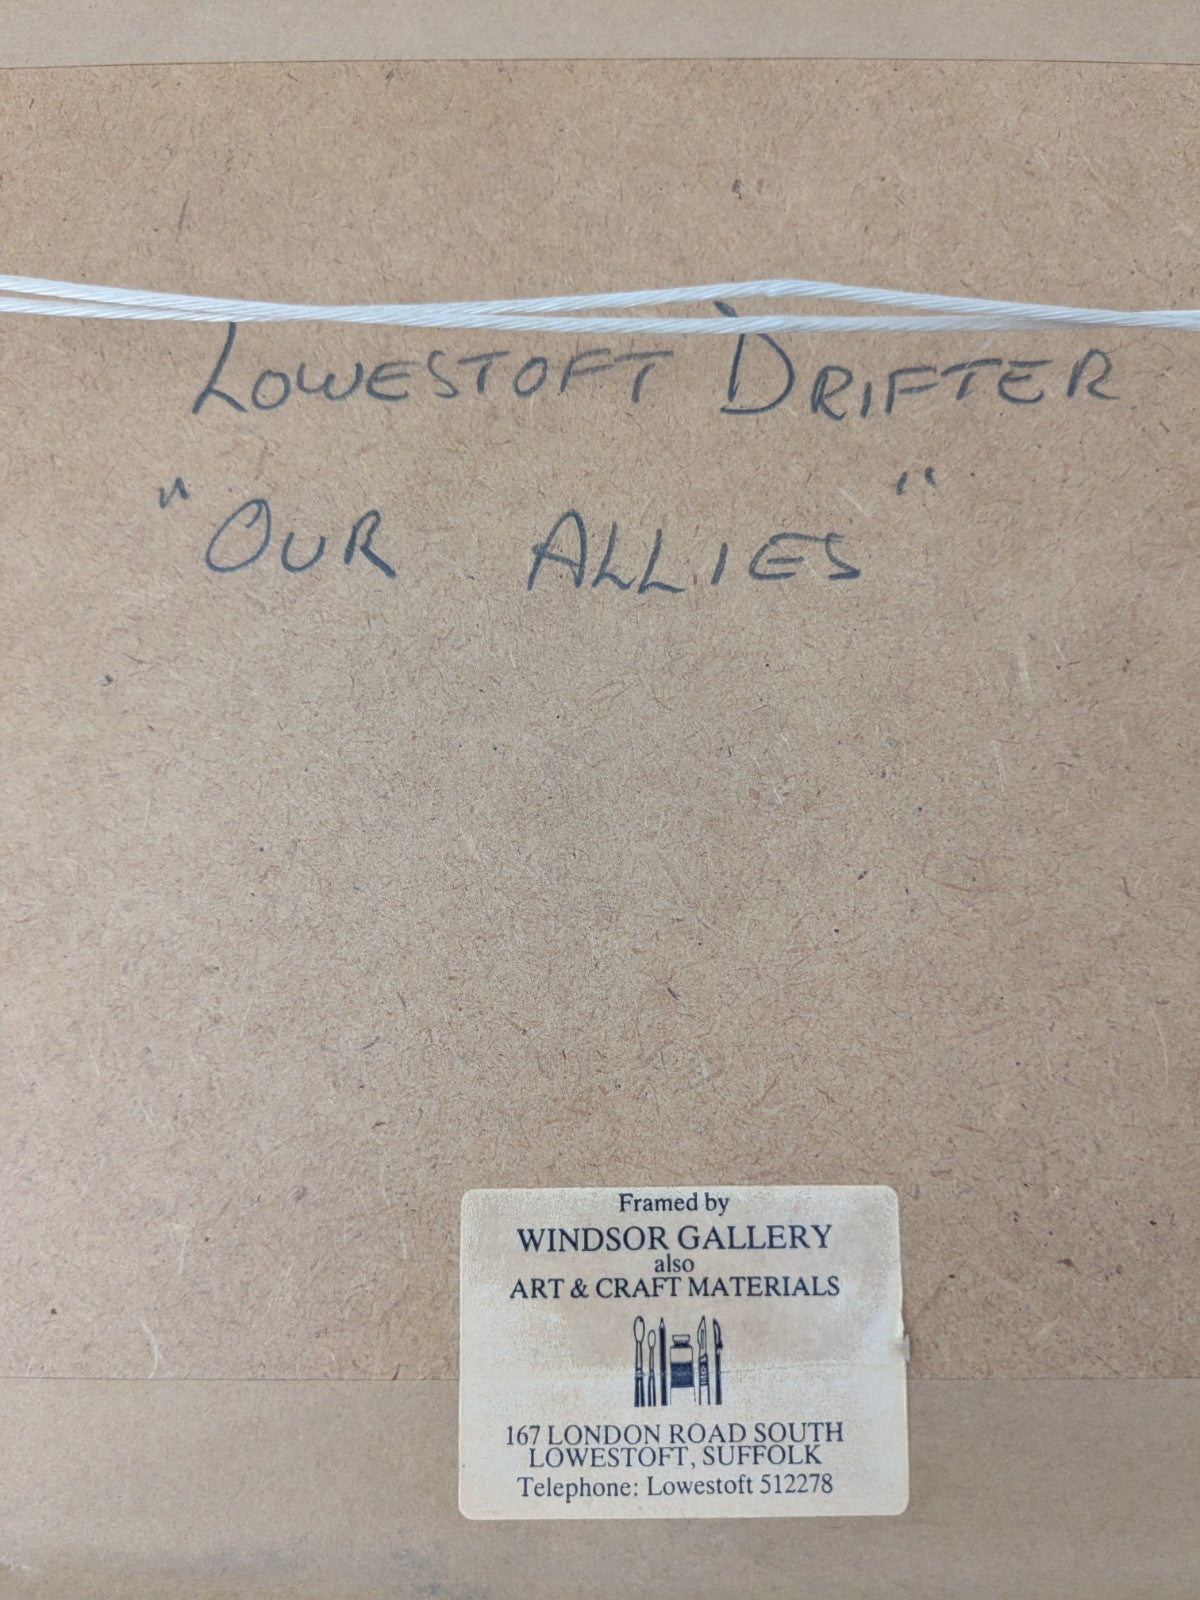 LOWESTOFT DRIFTER
"OUR ALLIES"
Framed by
WINDSOR GALLERY
also
ART & CRAFT MATERIALS
167 LONDON ROAD SOUTH
LOWESTOFT, SUFFOLK
Telephone: Lowestoft 512278